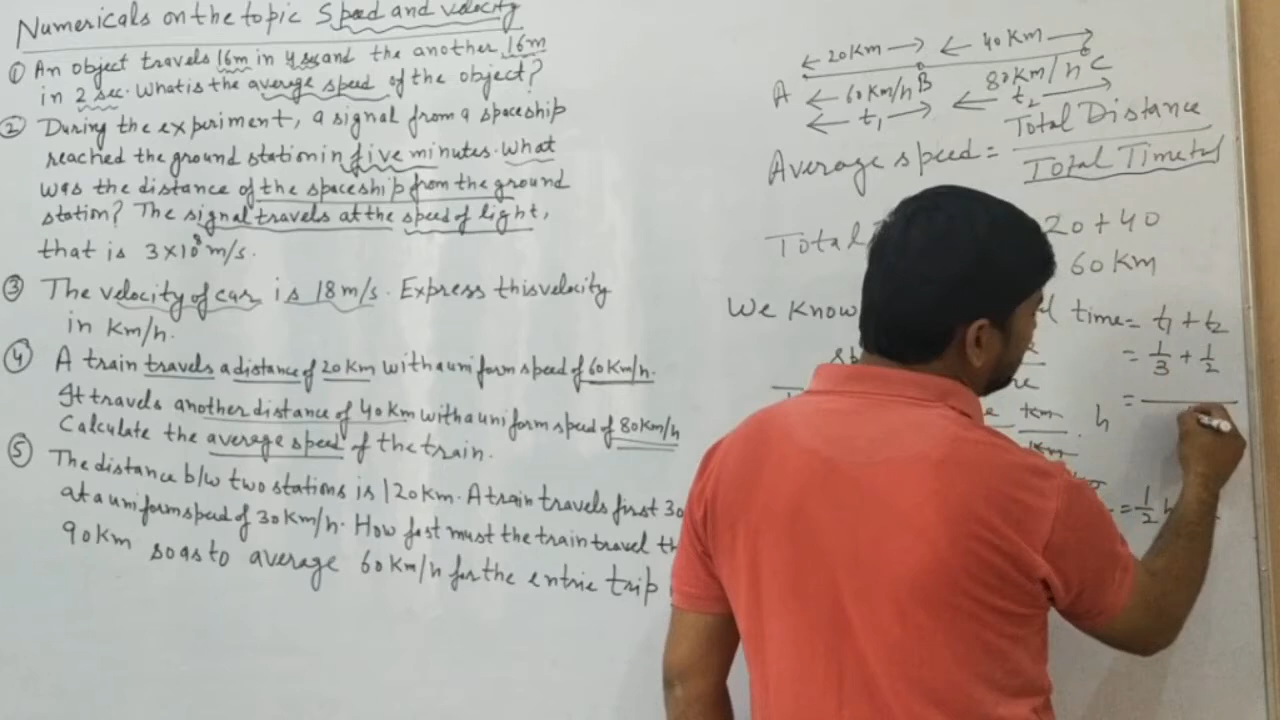 Numericals on the topic Speed and velocity
① An object travels 16m in 4 sec and the another 16m
in 2 sec. What is the average speed of the object?
② During the experiment, a signal from a spaceship
reached the ground station in five minutes. What
was the distance of the spaceship from the ground
station? The signal travels at the speed of light,
that is 3×10⁸ m/s.
③ The velocity of car is 18 m/s. Express this velocity
in km/h.
④ A train travels a distance of 20 Km with a uniform speed of 60 Km/h.
It travels another distance of 40 Km with a uniform speed of 80 Km/h
Calculate the average speed of the train.
⑤ The distance b/w two stations is 120 Km. A train travels first 30
at a uniform speed of 30 Km/h. How fast must the train travel th
90 Km so as to average 60 Km/h for the entrie trip
20 Km 40 Km
A B C
60 Km/h 80 Km/h
t₁ t₂
Average speed = Total Distance
Total Time
Total 20 + 40
60 Km
We Know time = t₁ + t₂
= 1/3 + 1/2
=
km . h
km
= 1/2 h